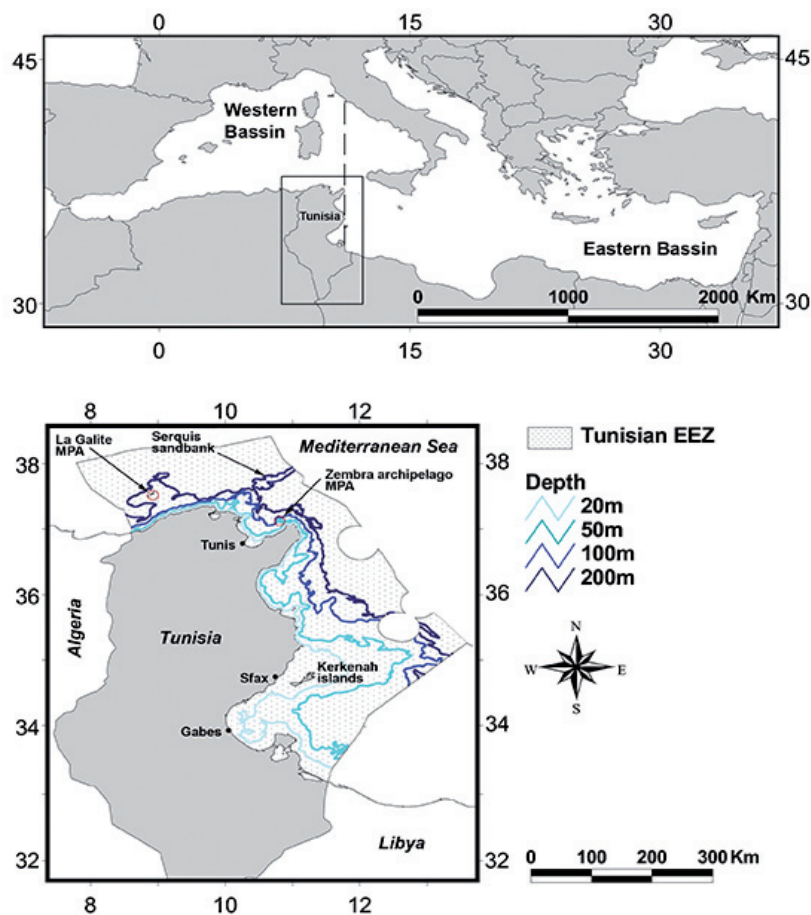 0 15 30
45 45
Western
Basin
Tunisia
Eastern Basin
30 30
0 1000 2000 Km
0 15 30
8 10 12
La Galite
MPA
Serquis
sandbank
Mediterranean Sea
Zembra archipelago
MPA
38 38
Tunis
36 36
Algeria
Tunisia
Sfax
Kerkenah
islands
34 34
Gabes
Libya
32 32
8 10 12
Tunisian EEZ
Depth
20m
50m
100m
200m
N
W E
S
0 100 200 300 Km